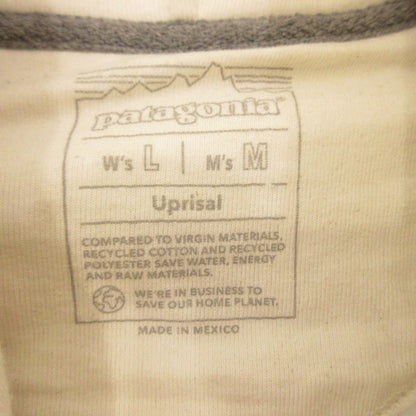 patagonia®
W's L | M's M
Uprisal
COMPARED TO VIRGIN MATERIALS,
RECYCLED COTTON AND RECYCLED
POLYESTER SAVE WATER, ENERGY
AND RAW MATERIALS.
WE'RE IN BUSINESS TO
SAVE OUR HOME PLANET.
MADE IN MEXICO